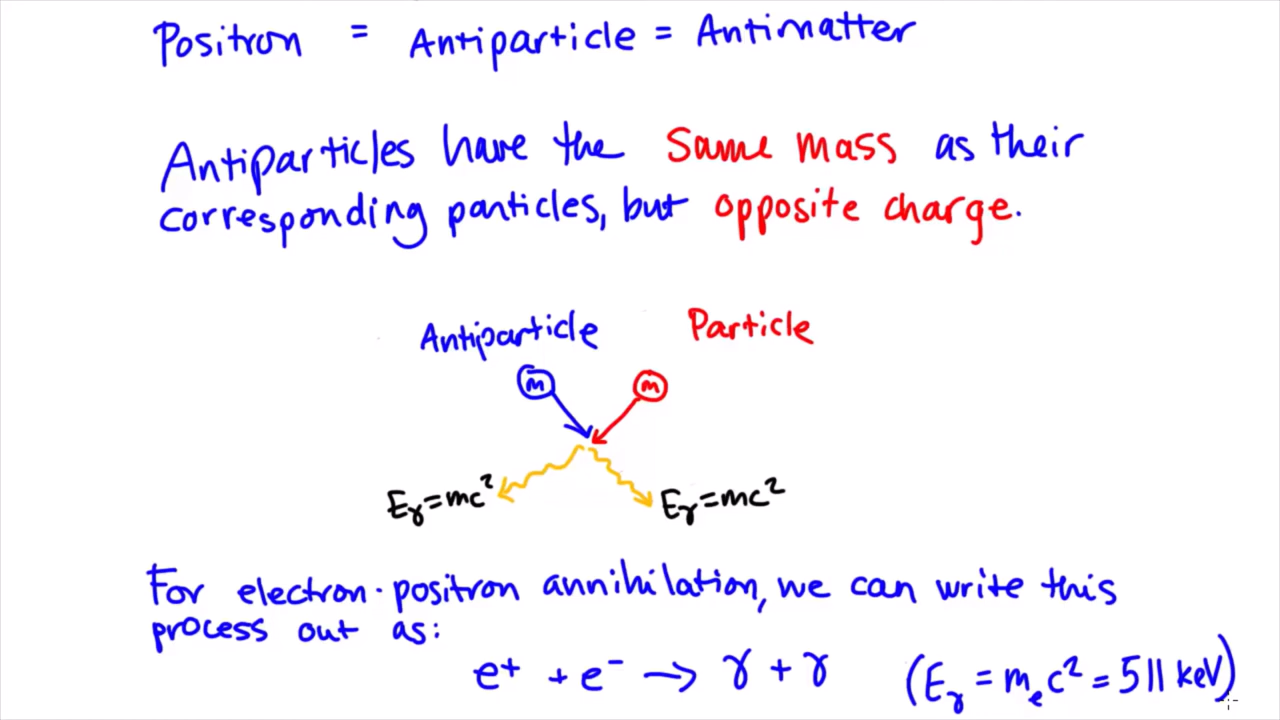 Positron = Antiparticle = Antimatter
Antiparticles have the same mass as their
corresponding particles, but opposite charge.
Antiparticle Particle
m m
Eγ=mc² Eγ=mc²
For electron-positron annihilation, we can write this
process out as:
e⁺ + e⁻ → γ + γ (Eγ = mₑc² = 511 keV)